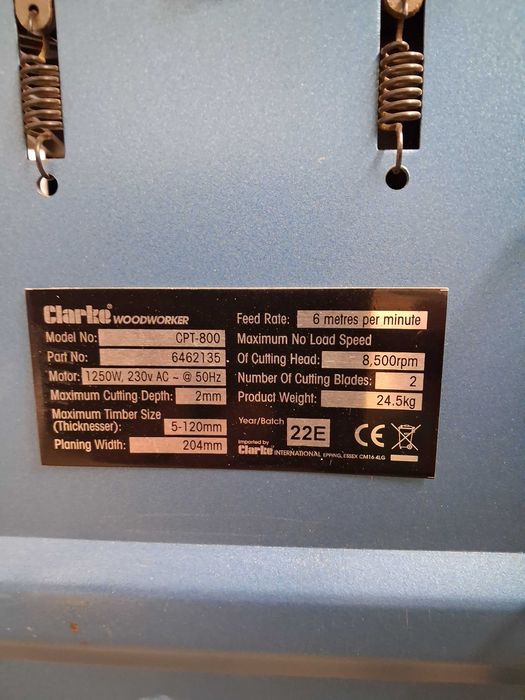 Clarke® WOODWORKER
Model No: CPT-800
Part No: 6462135
Motor: 1250W, 230v AC ~ @ 50Hz
Maximum Cutting Depth: 2mm
Maximum Timber Size
(Thicknesser): 5-120mm
Planing Width: 204mm
Feed Rate: 6 metres per minute
Maximum No Load Speed
Of Cutting Head: 8,500rpm
Number Of Cutting Blades: 2
Product Weight: 24.5kg
Year/Batch 22E CE
Imported by
Clarke INTERNATIONAL, EPPING, ESSEX CM16 4LG